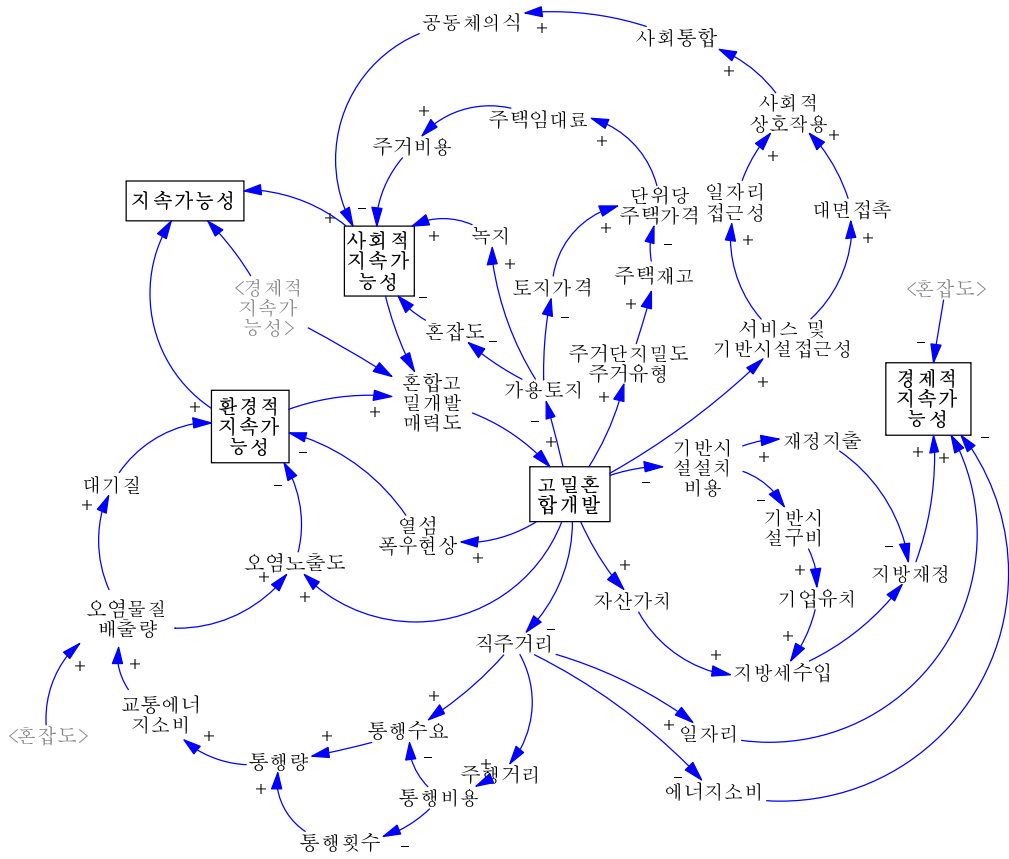 공동체의식
+
사회통합
+
사회적
상호작용
+
+
+
주택임대료
+
주거비용
지속가능성
단위당
주택가격
+
−
일자리
접근성
+
대면접촉
+
−
+
사회적
지속가
능성
+
녹지
+
−
<경제적
지속가
능성>
토지가격
−
주택재고
+
<혼잡도>
혼잡도
−
서비스 및
기반시설접근성
+
−
주거단지밀도
주거유형
+
경제적
지속가
능성
−
+
+
혼합고
밀개발
매력도
+
가용토지
−
+
환경적
지속가
능성
+
−
−
고밀혼
합개발
기반시
설설치
비용
−
재정지출
+
−
대기질
+
열섬
폭우현상
+
기반시
설구비
+
−
오염노출도
+
+
지방재정
오염물질
배출량
+
+
자산가치
+
기업유치
+
직주거리
−
+
지방세수입
<혼잡도>
교통에너
지소비
+
+
통행수요
+
−
일자리
+
통행량
+
주행거리
+
통행비용
에너지소비
−
통행횟수
−